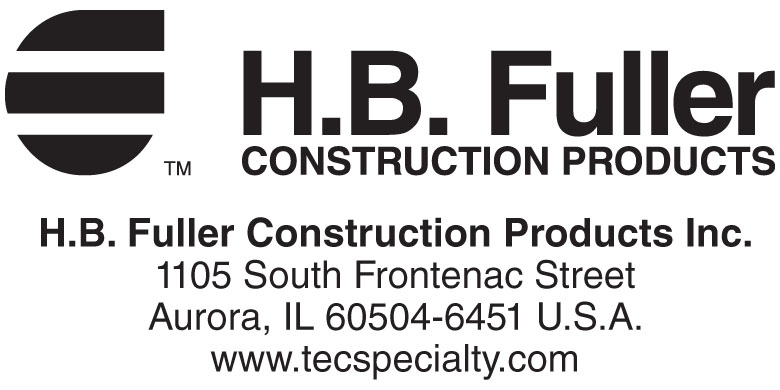 H.B. Fuller
CONSTRUCTION PRODUCTS
TM
H.B. Fuller Construction Products Inc.
1105 South Frontenac Street
Aurora, IL 60504-6451 U.S.A.
www.tecspecialty.com